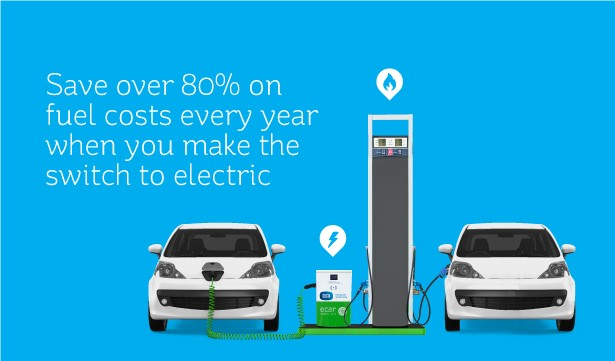 Save over 80% on
fuel costs every year
when you make the
switch to electric
ecar